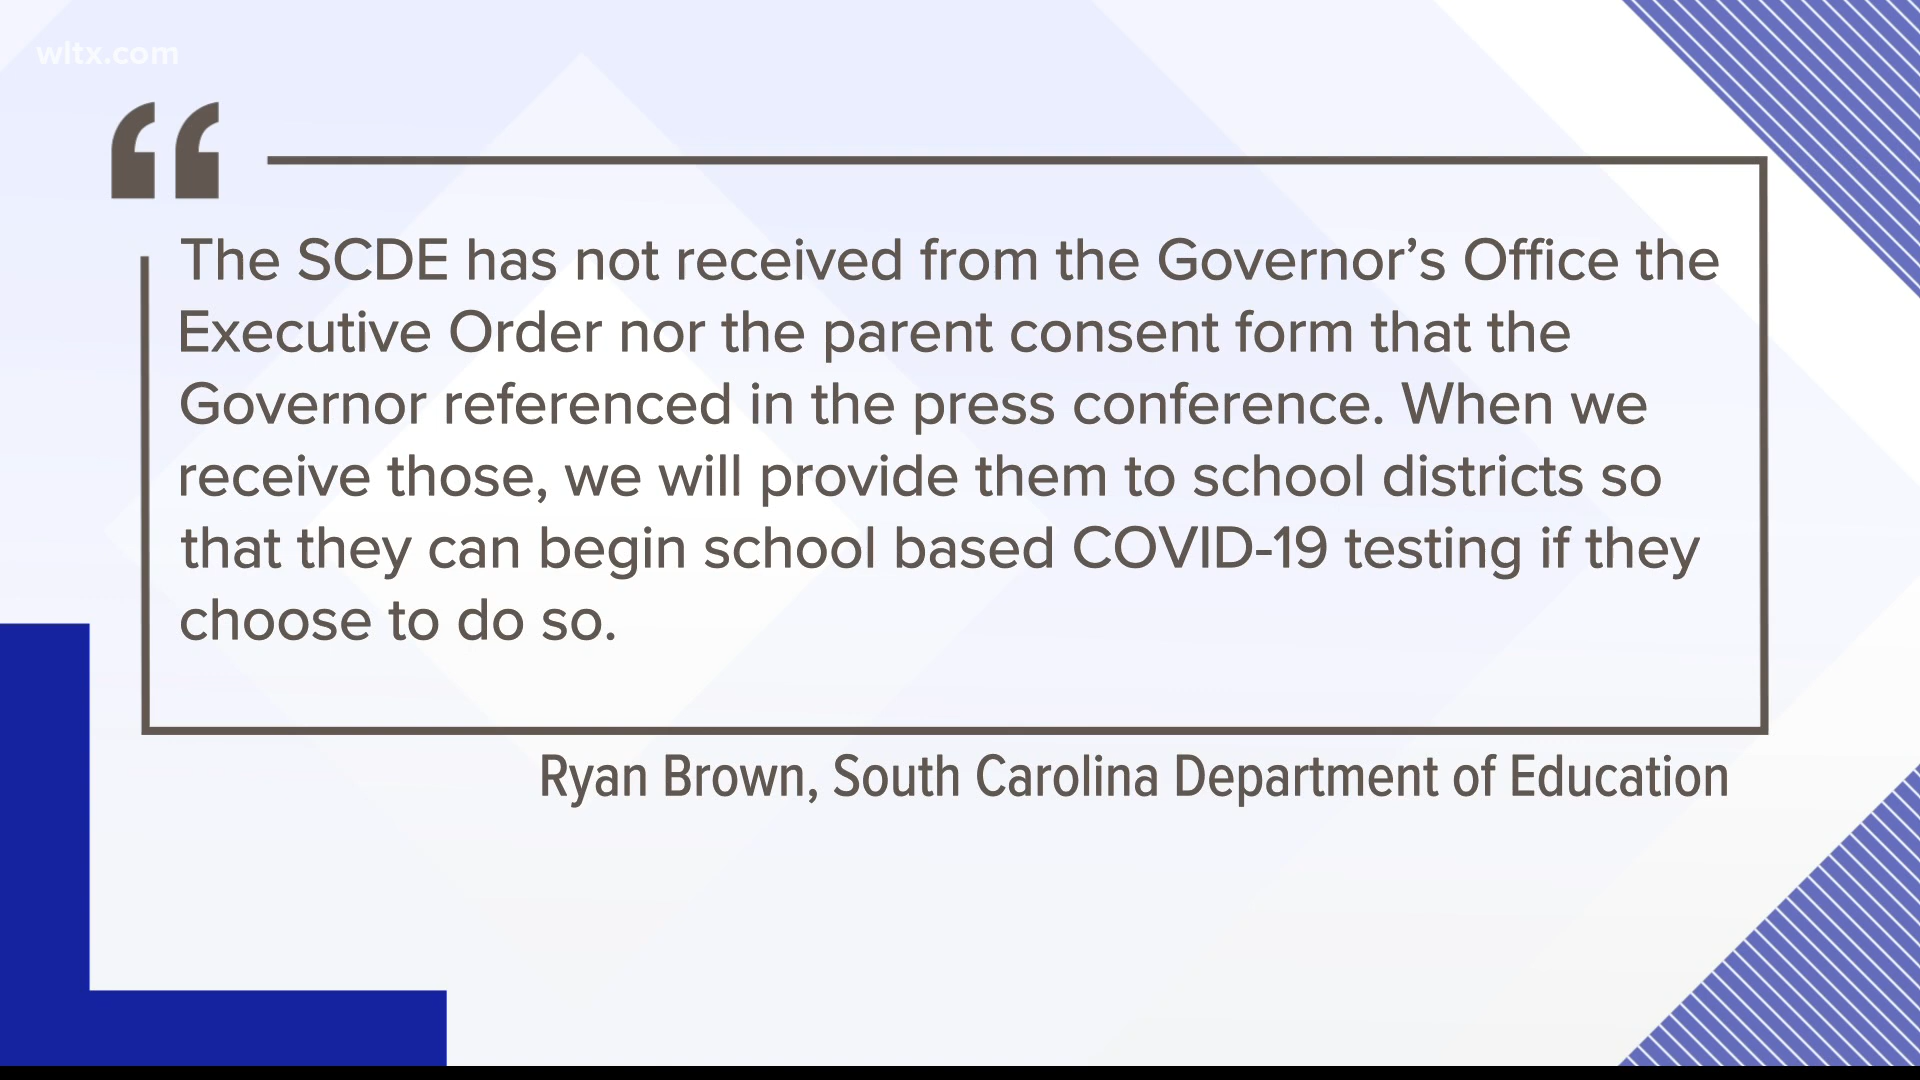 wltx.com
“
The SCDE has not received from the Governor’s Office the
Executive Order nor the parent consent form that the
Governor referenced in the press conference. When we
receive those, we will provide them to school districts so
that they can begin school based COVID-19 testing if they
choose to do so.
Ryan Brown, South Carolina Department of Education